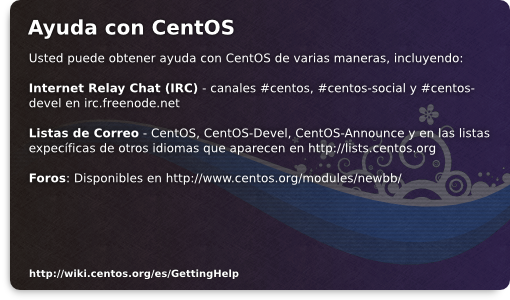 Ayuda con CentOS
Usted puede obtener ayuda con CentOS de varias maneras, incluyendo:
Internet Relay Chat (IRC) - canales #centos, #centos-social y #centos-
devel en irc.freenode.net
Listas de Correo - CentOS, CentOS-Devel, CentOS-Announce y en las listas
expecíficas de otros idiomas que aparecen en http://lists.centos.org
Foros: Disponibles en http://www.centos.org/modules/newbb/
http://wiki.centos.org/es/GettingHelp